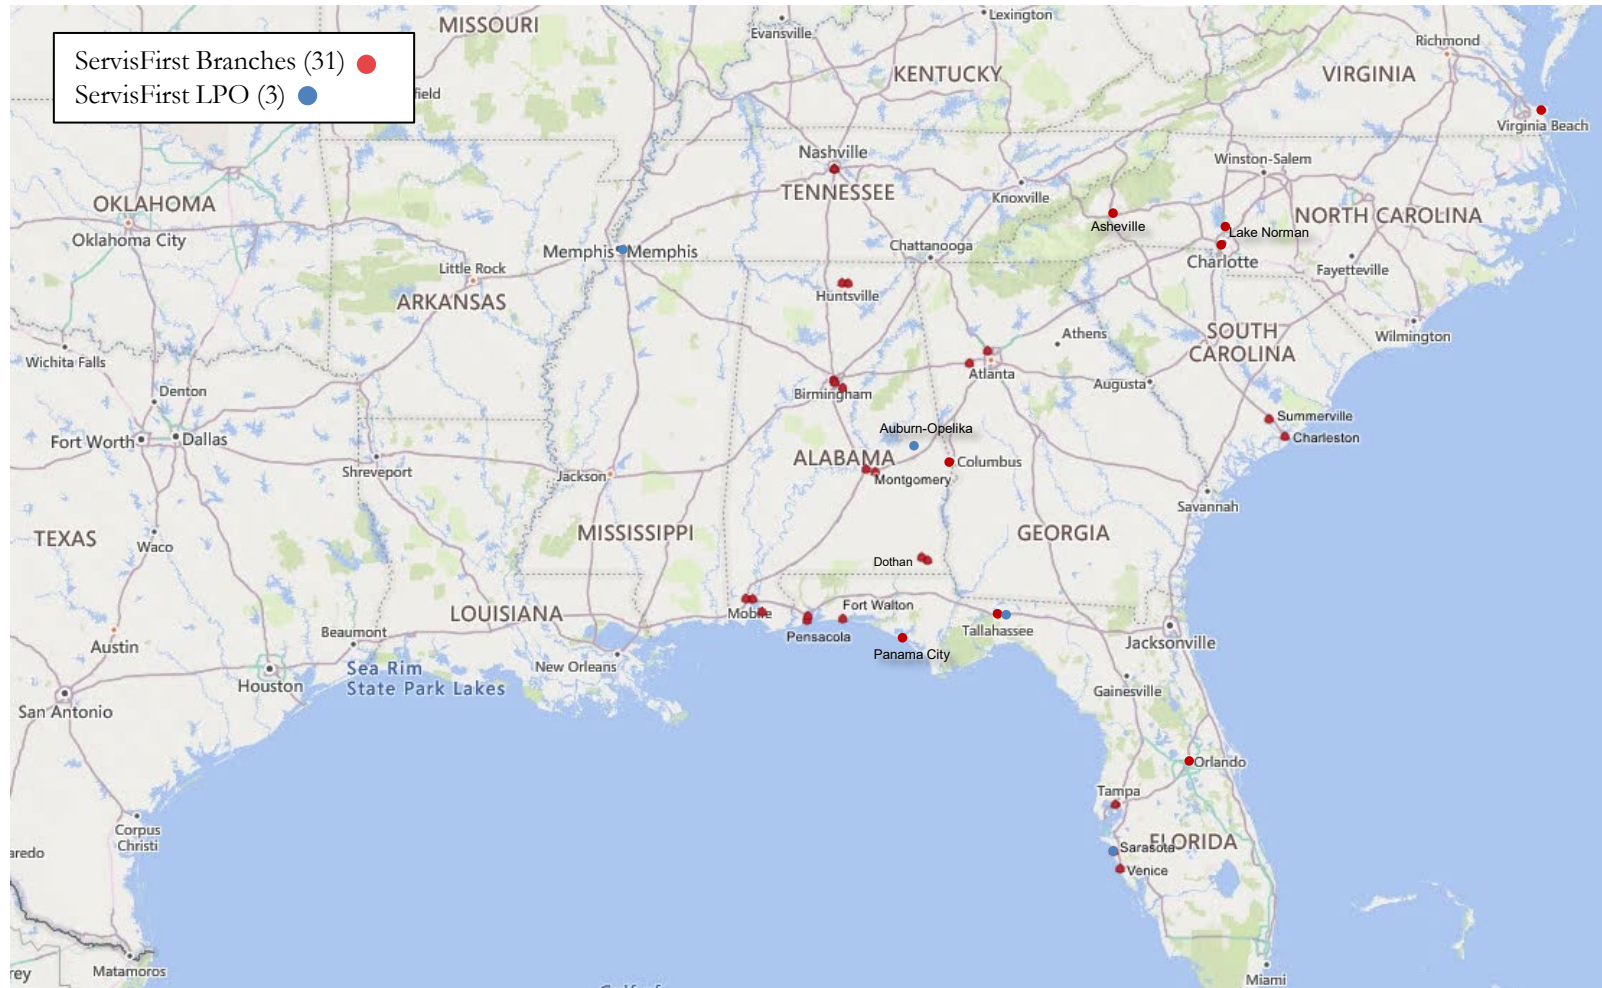 ServisFirst Branches (31)
ServisFirst LPO (3)
MISSOURI
Evansville
Lexington
KENTUCKY
Richmond
VIRGINIA
field
Virginia Beach
Nashville
Winston-Salem
TENNESSEE
Knoxville
OKLAHOMA
Oklahoma City
NORTH CAROLINA
Asheville
Lake Norman
Memphis
Memphis
Chattanooga
Charlotte
Fayetteville
Little Rock
ARKANSAS
Huntsville
Wichita Falls
Athens
SOUTH
CAROLINA
Wilmington
Denton
Birmingham
Atlanta
Augusta
Fort Worth
Dallas
Auburn-Opelika
Summerville
Charleston
Shreveport
Jackson
ALABAMA
Columbus
Montgomery
Savannah
TEXAS
Waco
MISSISSIPPI
GEORGIA
Dothan
LOUISIANA
Mobile
Fort Walton
Pensacola
Tallahassee
Austin
Beaumont
Jacksonville
Panama City
Sea Rim
State Park Lakes
New Orleans
Houston
Gainesville
San Antonio
Orlando
Tampa
Corpus
Christi
FLORIDA
Sarasota
aredo
Venice
rey
Matamoros
Miami